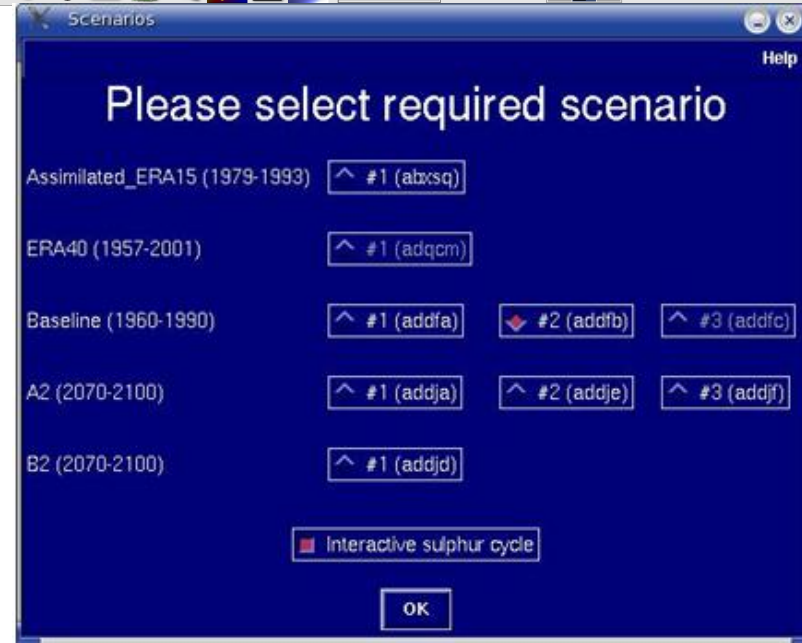 Scenarios
Help
Please select required scenario
Assimilated_ERA15 (1979-1993) #1 (abxsq)
ERA40 (1957-2001) #1 (adqcm)
Baseline (1960-1990) #1 (addfa) #2 (addfb) #3 (addfc)
A2 (2070-2100) #1 (addja) #2 (addje) #3 (addjf)
B2 (2070-2100) #1 (addjd)
Interactive sulphur cycle
OK